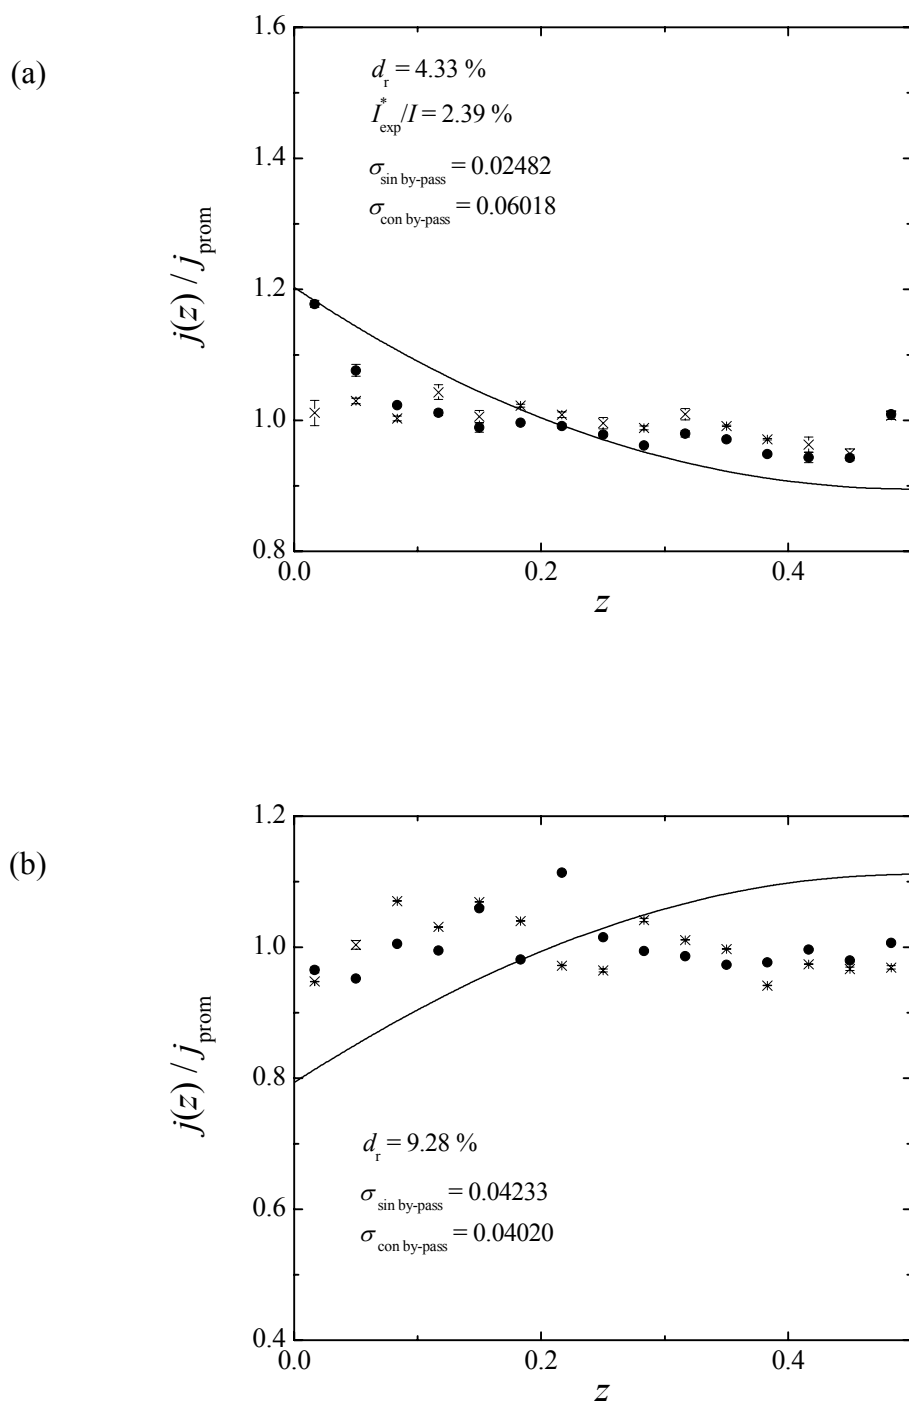 (a)
1.6
d_r = 4.33 %
I*_exp/I = 2.39 %
1.4
σ_sin by-pass = 0.02482
σ_con by-pass = 0.06018
j(z) / j_prom
1.2
1.0
0.8
0.0 0.2 0.4
z
(b)
1.2
1.0
j(z) / j_prom
0.8
d_r = 9.28 %
σ_sin by-pass = 0.04233
0.6
σ_con by-pass = 0.04020
0.4
0.0 0.2 0.4
z